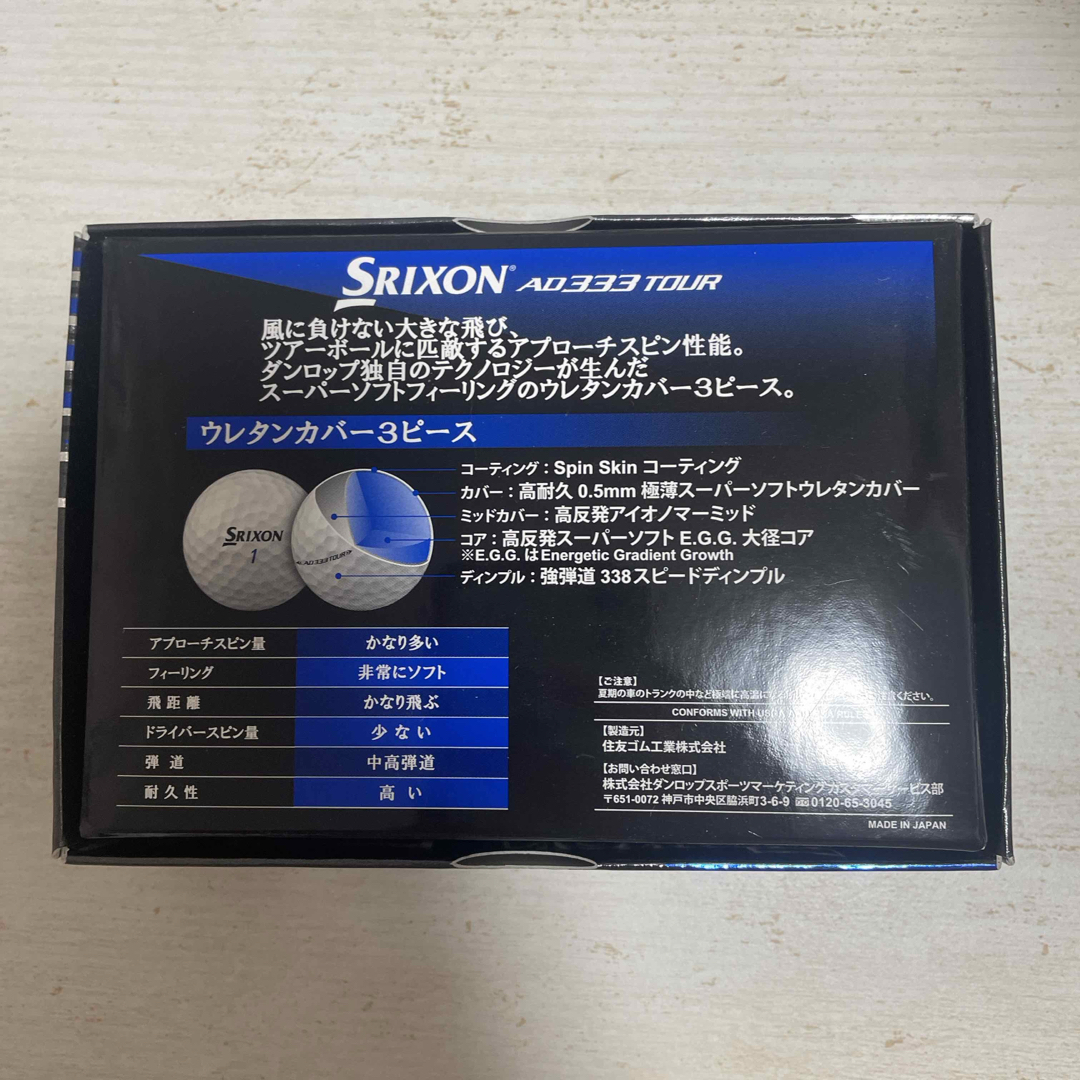 SRIXON® AD333 TOUR
風に負けない大きな飛び、
ツアーボールに匹敵するアプローチスピン性能。
ダンロップ独自のテクノロジーが生んだ
スーパーソフトフィーリングのウレタンカバー3ピース。
ウレタンカバー3ピース
コーティング：Spin Skin コーティング
カバー：高耐久 0.5mm 極薄スーパーソフトウレタンカバー
ミッドカバー：高反発アイオノマーミッド
コア：高反発スーパーソフト E.G.G. 大径コア
※E.G.G. は Energetic Gradient Growth
ディンプル：強弾道 338スピードディンプル
SRIXON
1
AD333 TOUR
アプローチスピン量 かなり多い
フィーリング 非常にソフト
飛距離 かなり飛ぶ
ドライバースピン量 少ない
弾道 中高弾道
耐久性 高い
【ご注意】
夏期の車のトランクの中など極端に高温に ください。
CONFORMS WITH
【製造元】
住友ゴム工業株式会社
【お問い合わせ窓口】
株式会社ダンロップスポーツマーケティングカスタマーサービス部
〒651-0072 神戸市中央区脇浜町3-6-9 0120-65-3045
MADE IN JAPAN